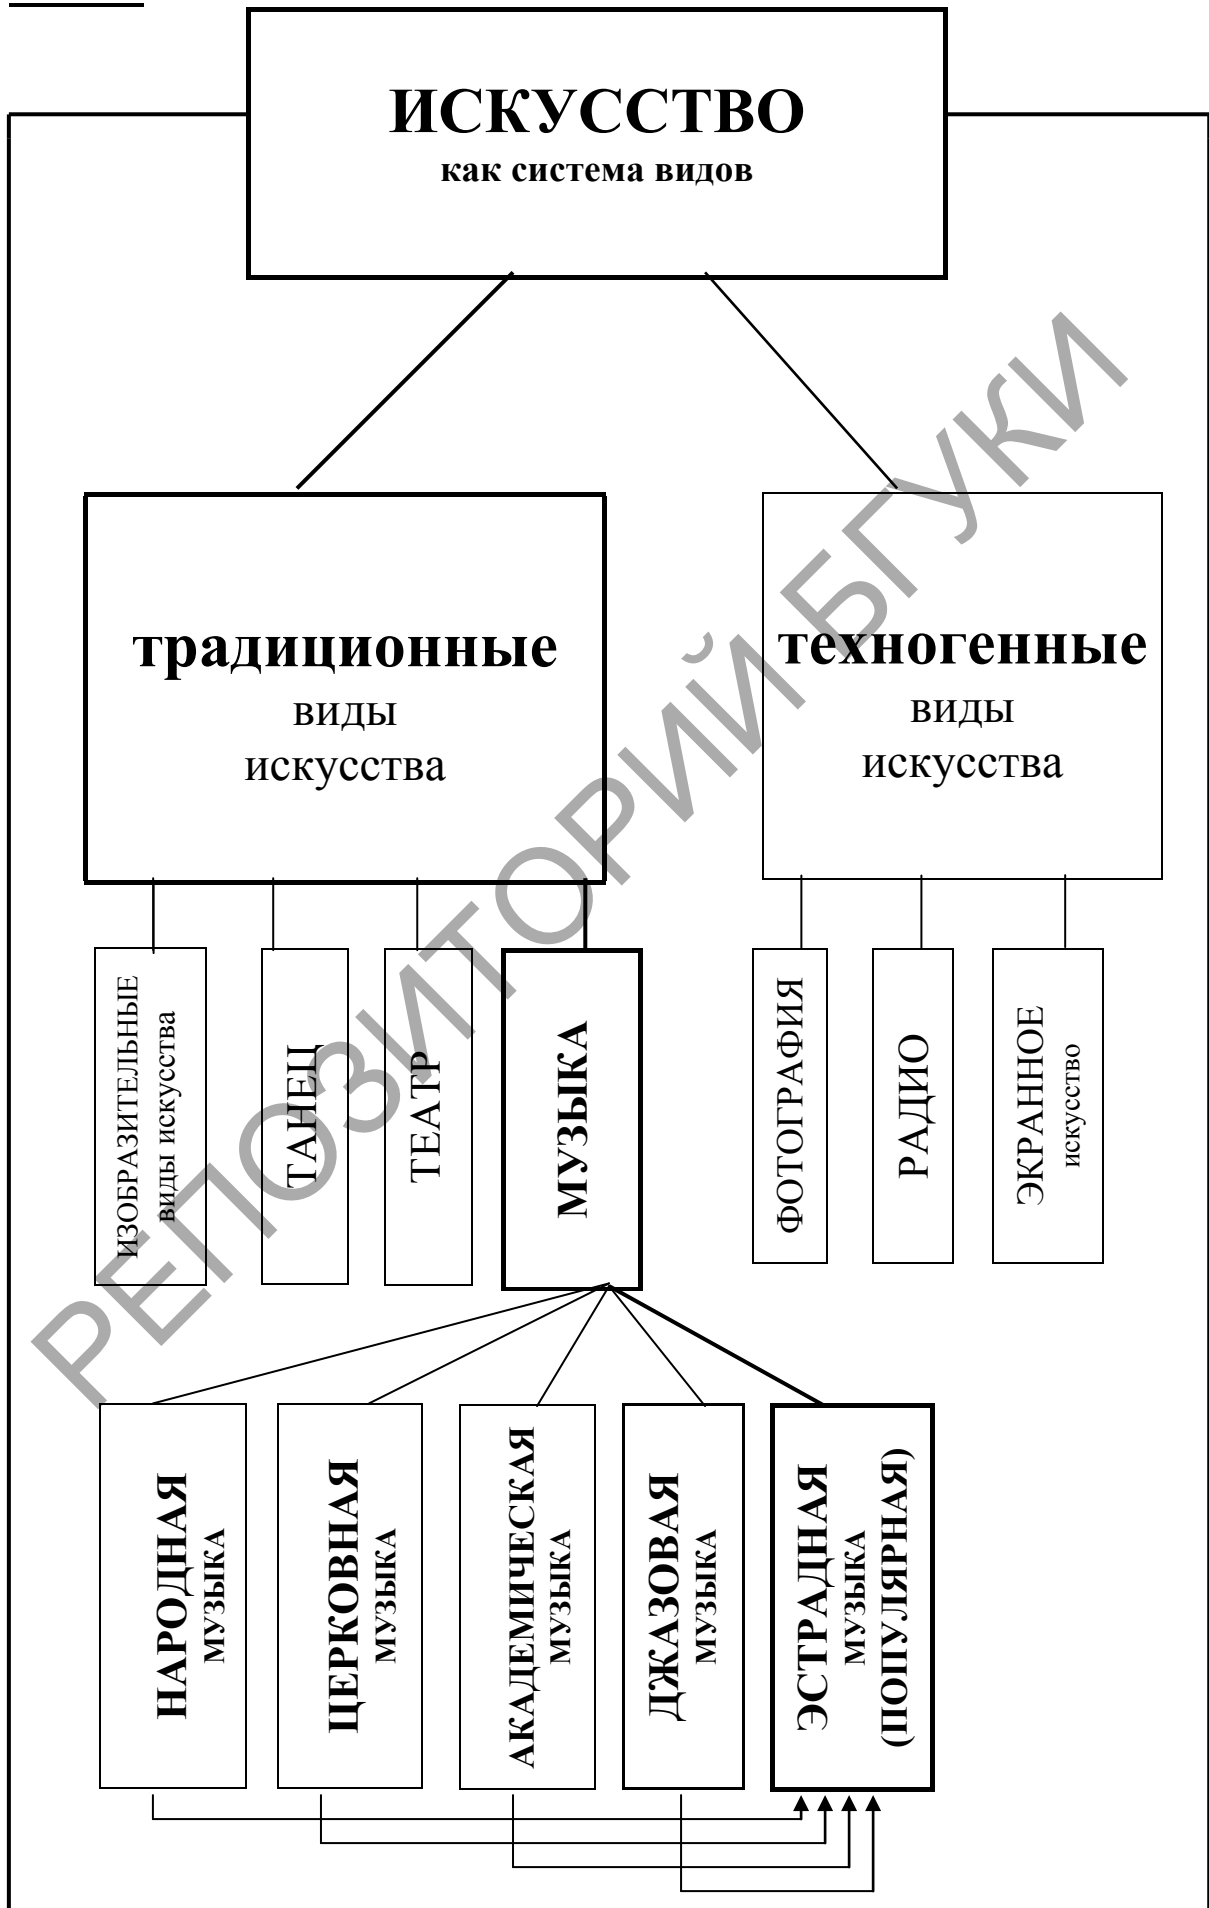 ИСКУССТВО
как система видов
традиционные
виды
искусства
техногенные
виды
искусства
ИЗОБРАЗИТЕЛЬНЫЕ
виды искусства
ТАНЕЦ
ТЕАТР
МУЗЫКА
ФОТОГРАФИЯ
РАДИО
ЭКРАННОЕ
искусство
НАРОДНАЯ
МУЗЫКА
ЦЕРКОВНАЯ
МУЗЫКА
АКАДЕМИЧЕСКАЯ
МУЗЫКА
ДЖАЗОВАЯ
МУЗЫКА
ЭСТРАДНАЯ
МУЗЫКА
(ПОПУЛЯРНАЯ)
РЕПОЗИТОРИЙ БГУКИ